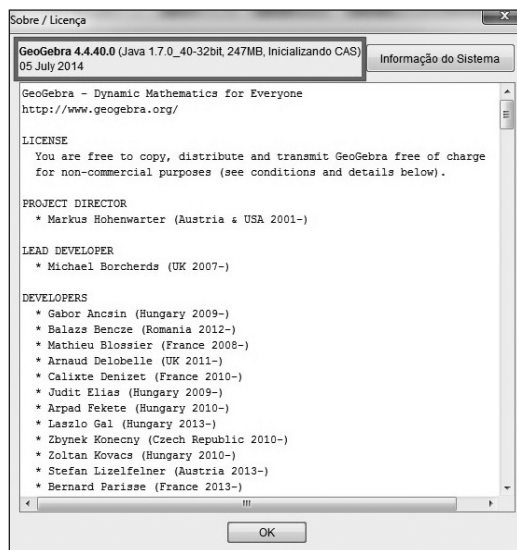 Sobre / Licença
GeoGebra 4.4.40.0 (Java 1.7.0_40-32bit, 247MB, Inicializando CAS)
05 July 2014
Informação do Sistema
GeoGebra - Dynamic Mathematics for Everyone
http://www.geogebra.org/
LICENSE
You are free to copy, distribute and transmit GeoGebra free of charge
for non-commercial purposes (see conditions and details below).
PROJECT DIRECTOR
* Markus Hohenwarter (Austria & USA 2001-)
LEAD DEVELOPER
* Michael Borcherds (UK 2007-)
DEVELOPERS
* Gabor Ancsin (Hungary 2009-)
* Balazs Bencze (Romania 2012-)
* Mathieu Blossier (France 2008-)
* Arnaud Delobelle (UK 2011-)
* Calixte Denizet (France 2010-)
* Judit Elias (Hungary 2009-)
* Arpad Fekete (Hungary 2010-)
* Laszlo Gal (Hungary 2013-)
* Zbynek Konecny (Czech Republic 2010-)
* Zoltan Kovacs (Hungary 2010-)
* Stefan Lizelfelner (Austria 2013-)
* Bernard Parisse (France 2013-)
OK